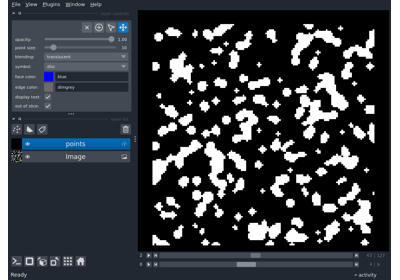 File View Plugins Window Help
opacity: 1.00
point size: 10
blending: translucent
symbol: disc
face color: blue
edge color: dimgrey
display text:
out of slice:
points
Image
Ready
activity